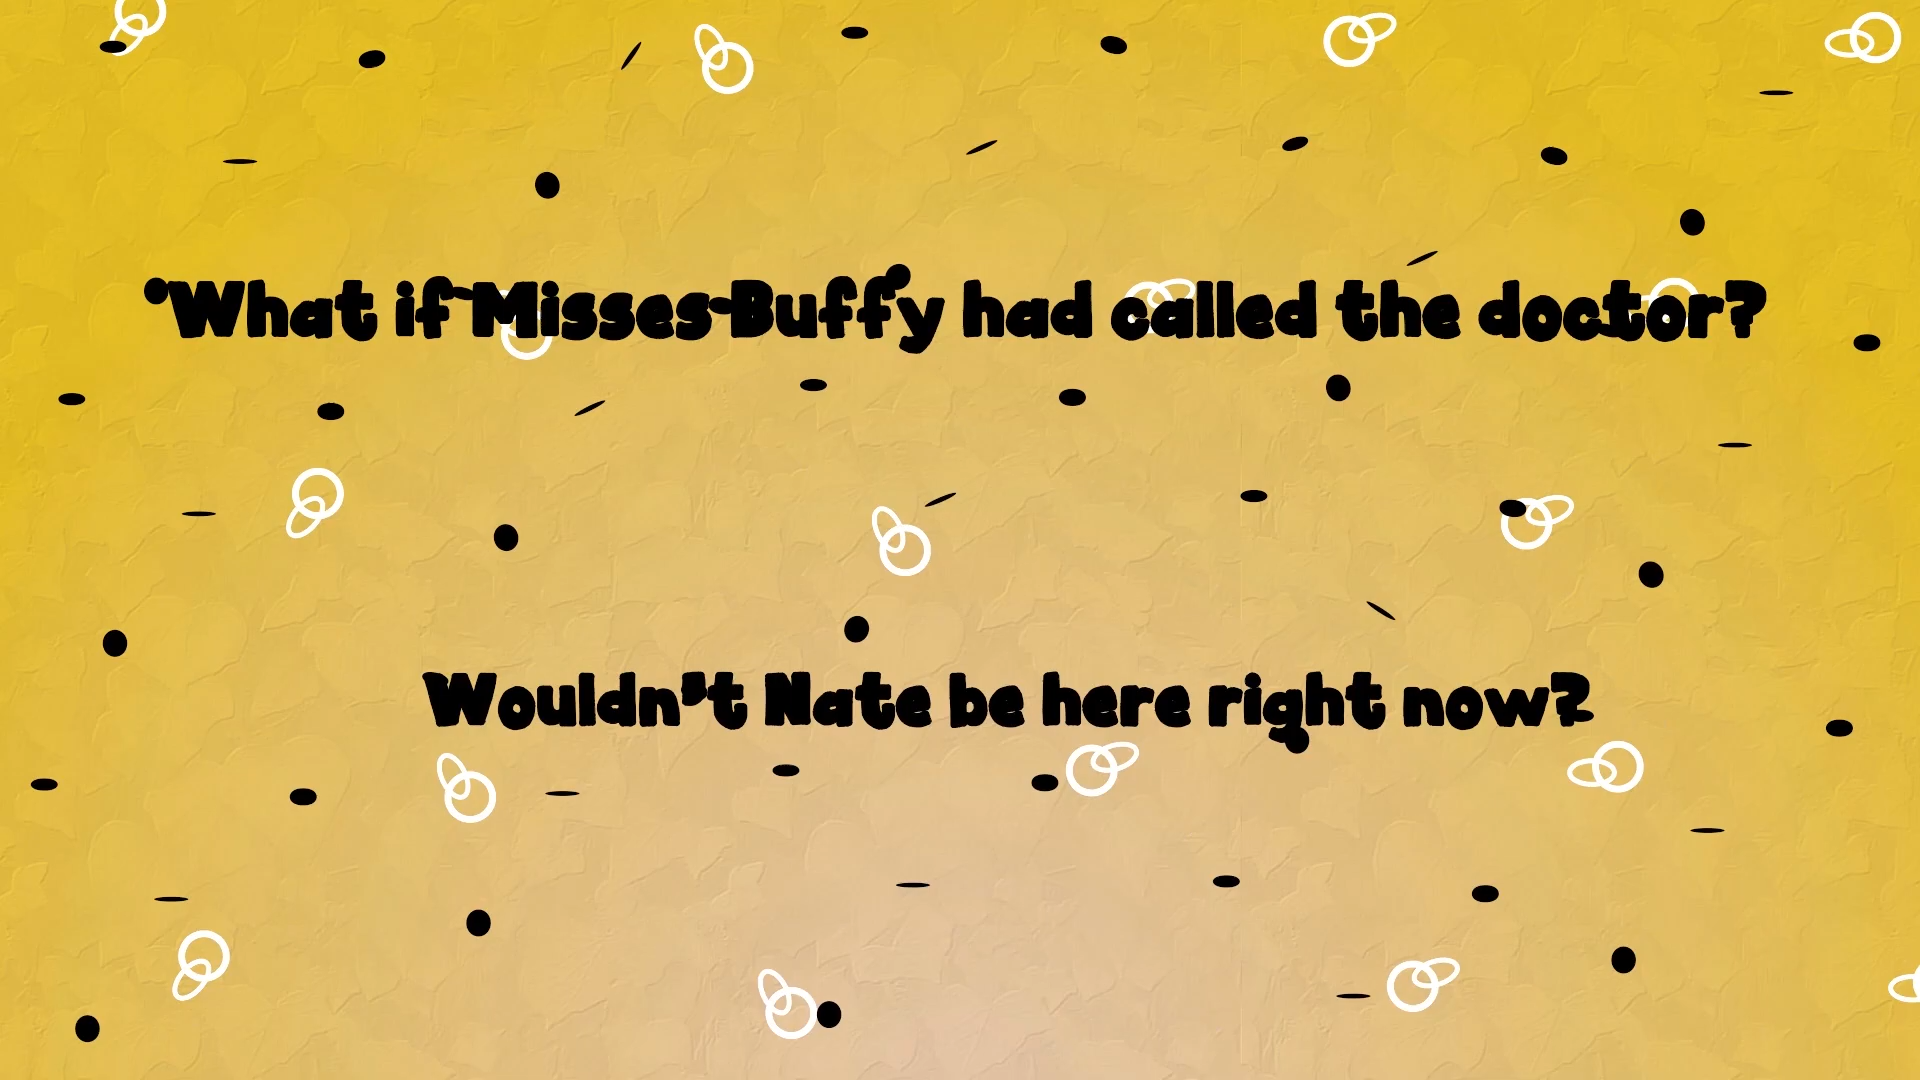 What if Misses Buffy had called the doctor?
Wouldn't Nate be here right now?